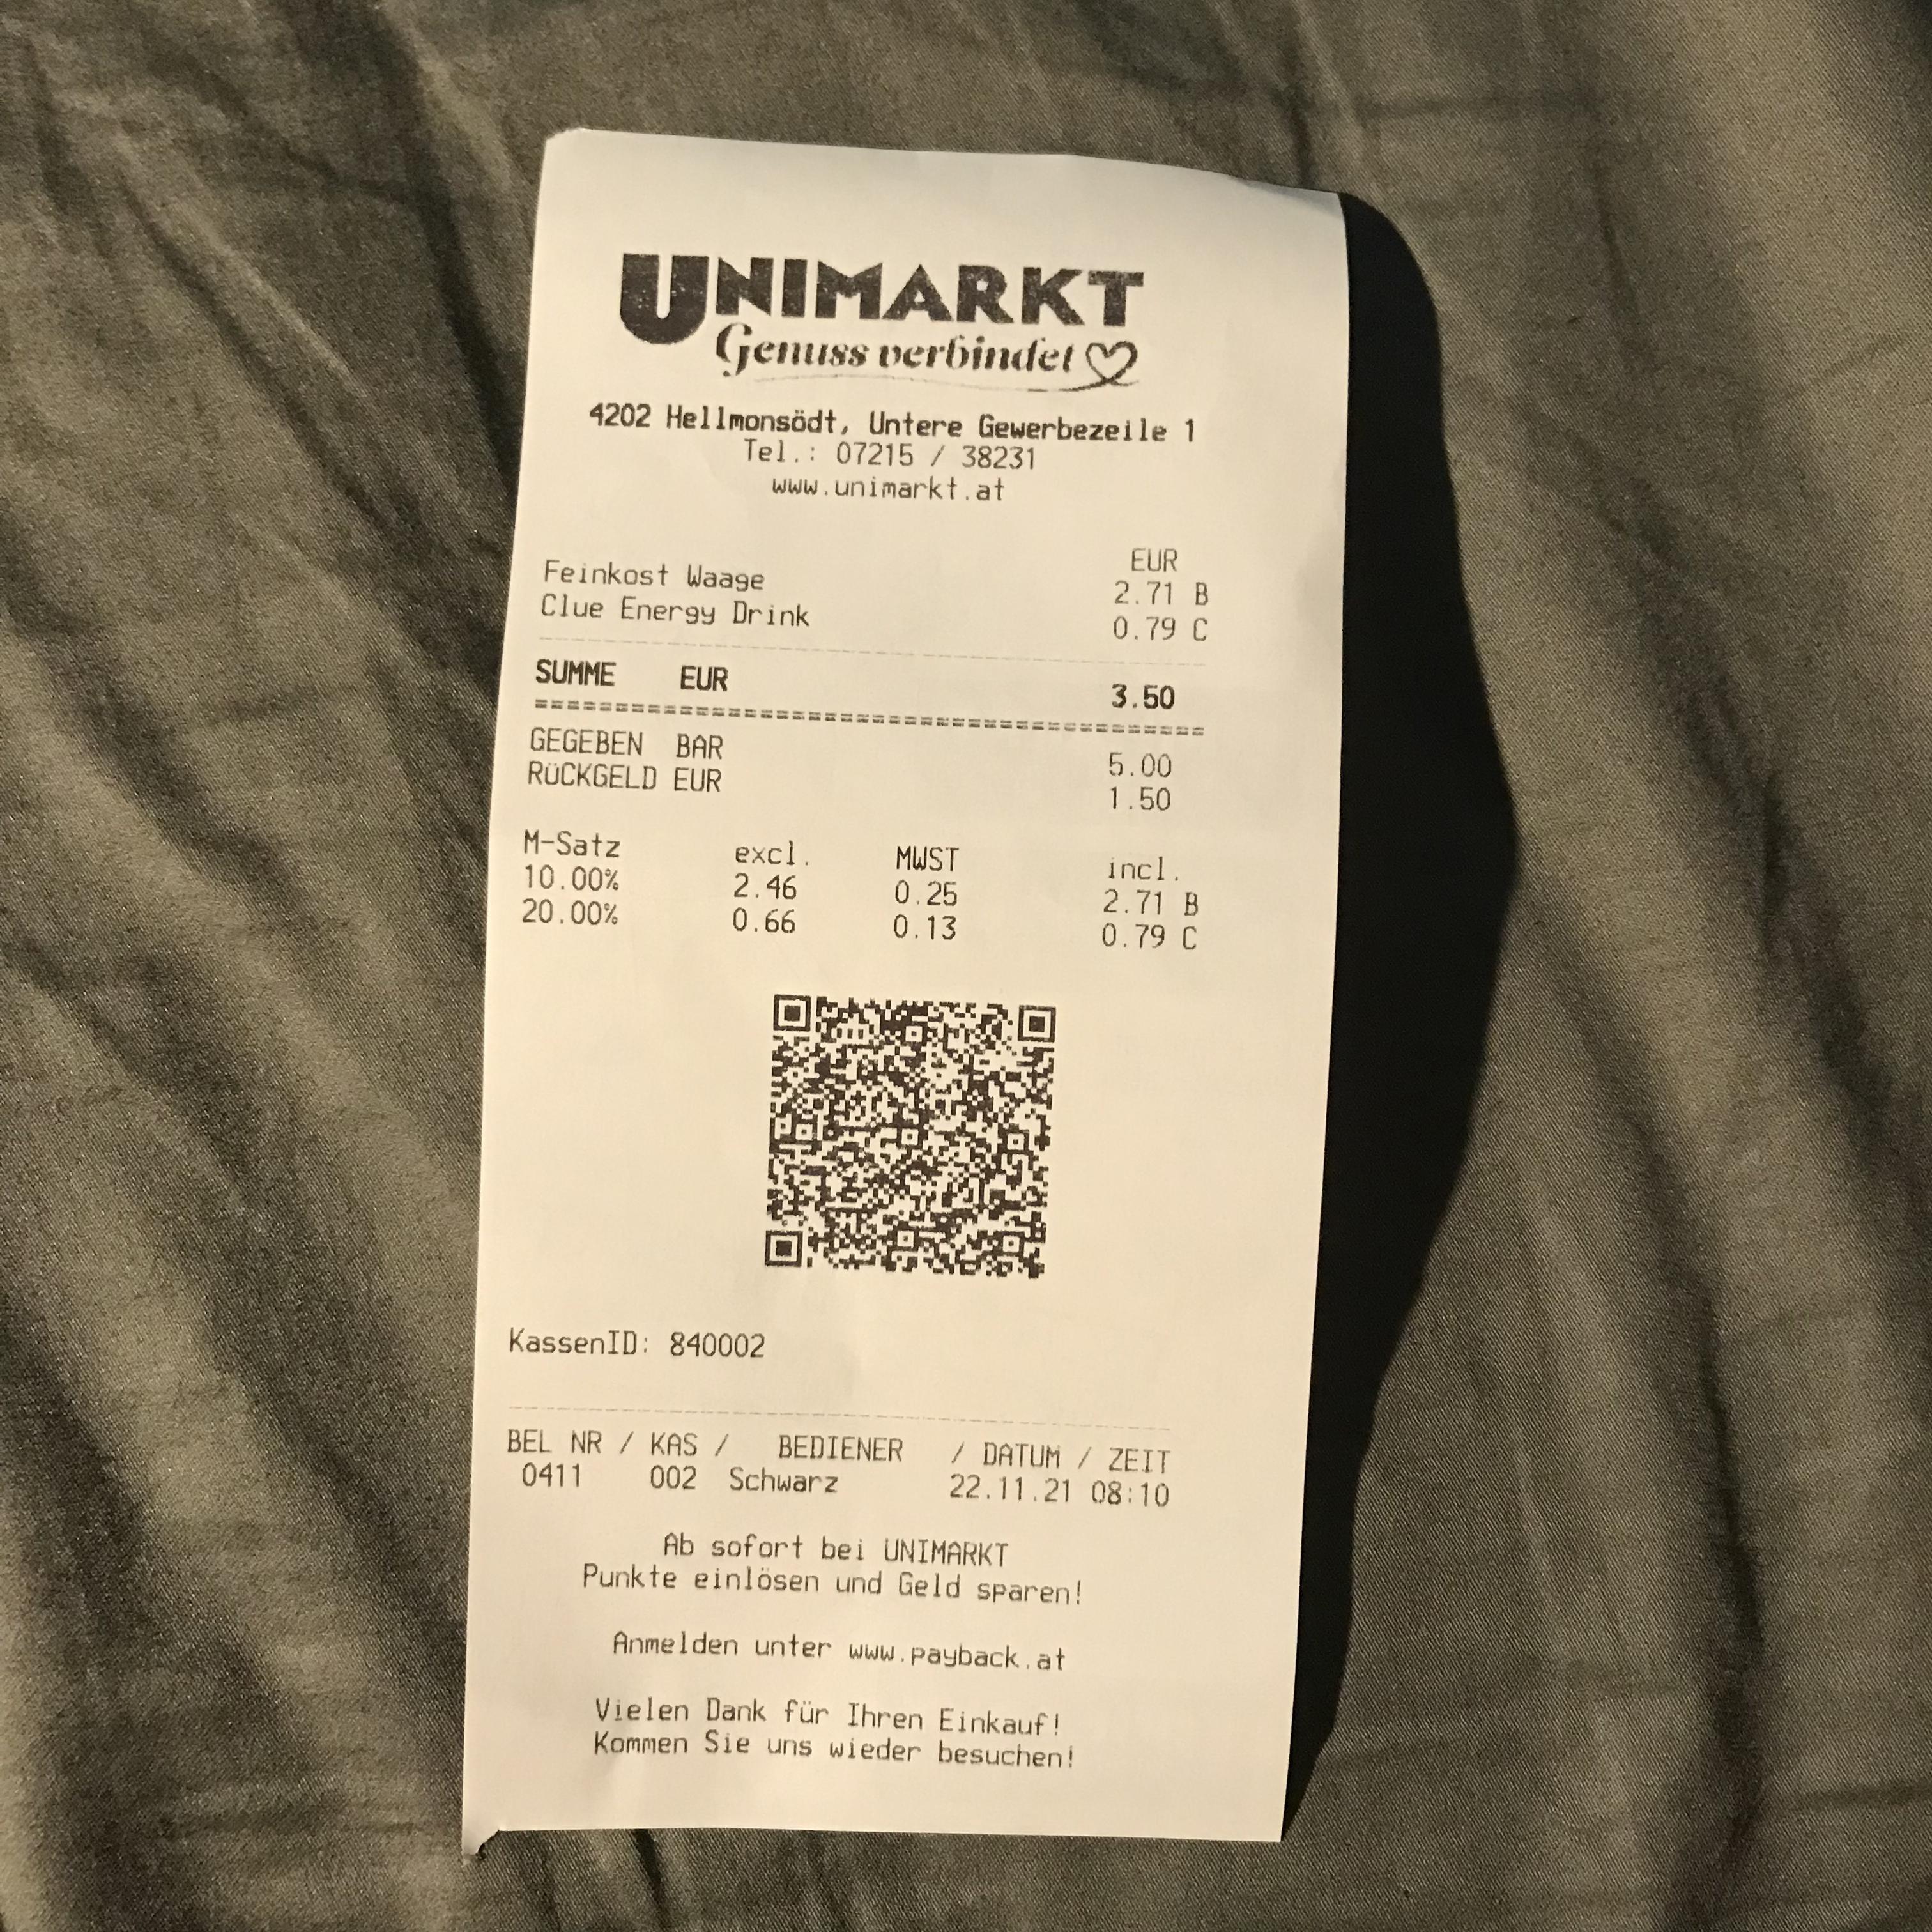 UNIMARKT
Genuss verbindet
4202 Hellmonsödt, Untere Gewerbezeile 1
Tel.: 07215 / 38231
www.unimarkt.at
EUR
Feinkost Waage 2.71 B
Clue Energy Drink 0.79 C
SUMME EUR 3.50
GEGEBEN BAR 5.00
RüCKGELD EUR 1.50
M-Satz excl. MWST incl.
10.00% 2.46 0.25 2.71 B
20.00% 0.66 0.13 0.79 C
KassenID: 840002
BEL NR / KAS / BEDIENER / DATUM / ZEIT
0411 002 Schwarz 22.11.21 08:10
Ab sofort bei UNIMARKT
Punkte einlösen und Geld sparen!
Anmelden unter www.payback.at
Vielen Dank für Ihren Einkauf!
Kommen Sie uns wieder besuchen!